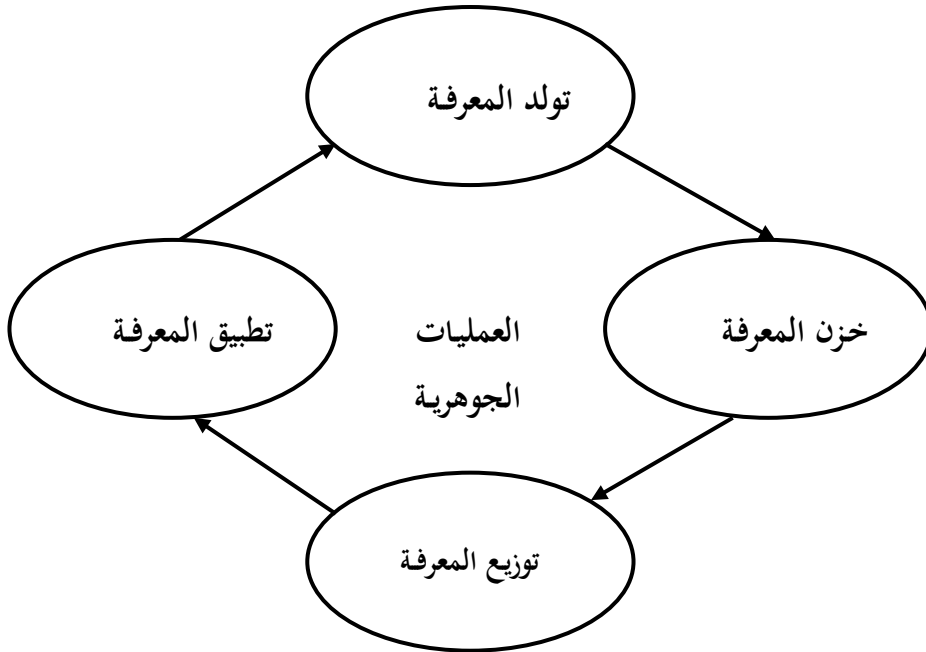 تولد المعرفة
خزن المعرفة
العمليات
الجوهرية
تطبيق المعرفة
توزيع المعرفة